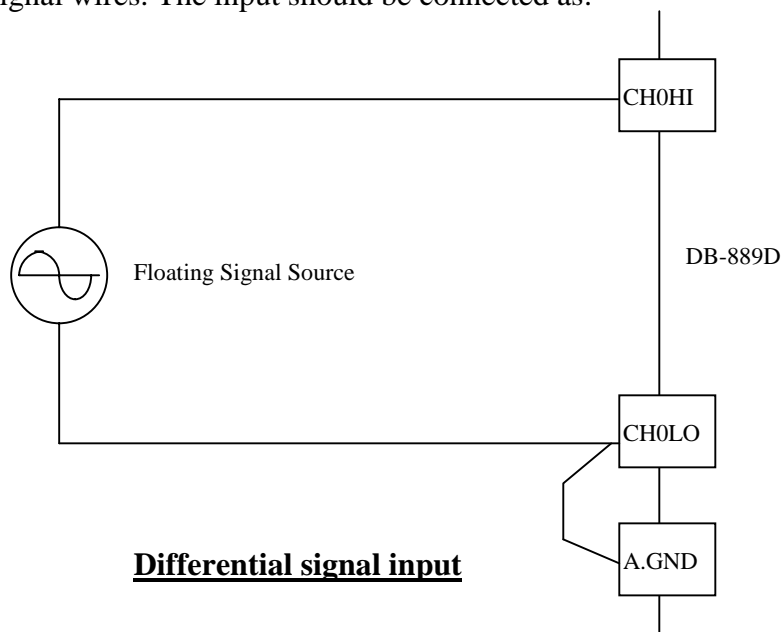 signal wires. The input should be connected as:
CH0HI
DB-889D
Floating Signal Source
CH0LO
Differential signal input
A.GND